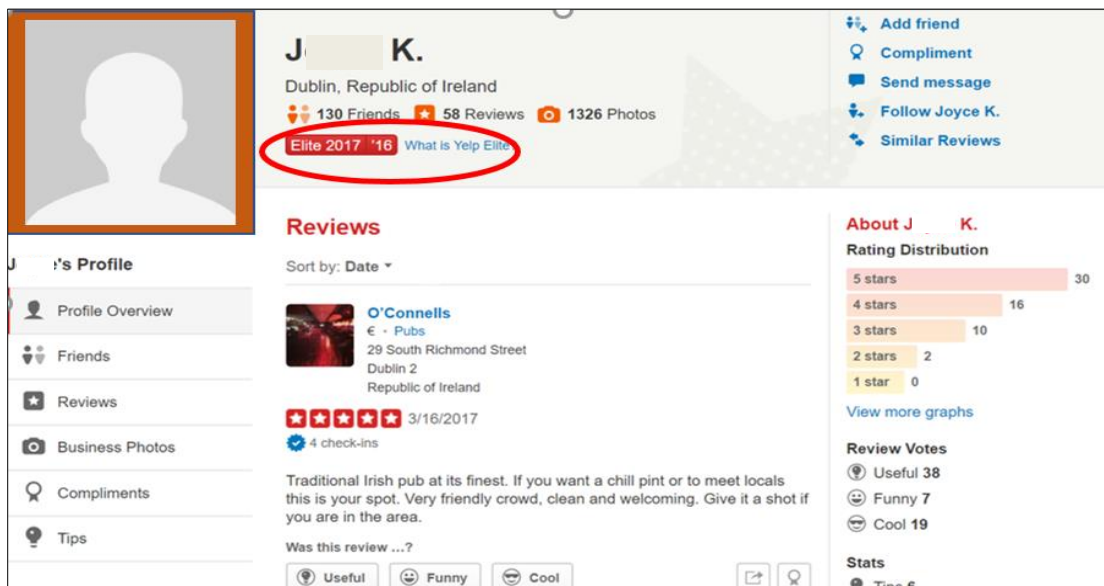 J K.
Dublin, Republic of Ireland
130 Friends 58 Reviews 1326 Photos
Elite 2017 '16 What is Yelp Elite
Add friend
Compliment
Send message
Follow Joyce K.
Similar Reviews
J 's Profile
Profile Overview
Friends
Reviews
Business Photos
Compliments
Tips
Reviews
Sort by: Date
O'Connells
€ · Pubs
29 South Richmond Street
Dublin 2
Republic of Ireland
3/16/2017
4 check-ins
Traditional Irish pub at its finest. If you want a chill pint or to meet locals
this is your spot. Very friendly crowd, clean and welcoming. Give it a shot if
you are in the area.
Was this review ...?
Useful Funny Cool
About J K.
Rating Distribution
5 stars 30
4 stars 16
3 stars 10
2 stars 2
1 star 0
View more graphs
Review Votes
Useful 38
Funny 7
Cool 19
Stats
Tips 6